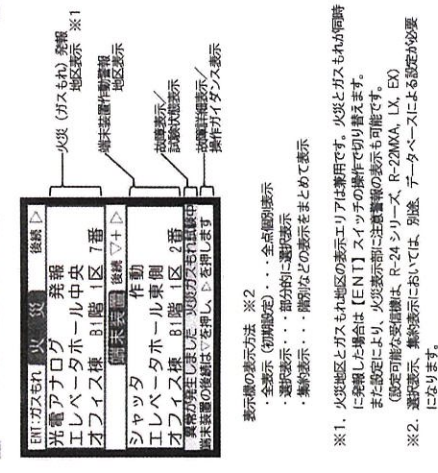 ENT:ガスもれ 火 災 後続 ▷
光電アナログ 発報
エレベータホール中央
オフィス棟 B1階 1区 7番
端末装置 後続 ▽+▷
シャッタ 作動
エレベータホール東側
オフィス棟 B1階 1区 2番
異常が発生しました 火災ガスもれ試験中
端末装置の後続は▽を押し、▷を押します
火災(ガスもれ)発報
地区表示 ※1
端末装置作動警報
地区表示
故障表示/
試験状態表示
故障詳細表示/
操作ガイダンス表示
表示機の表示方法 ※2
・全表示(初期設定)・・・全点個別表示
・選択表示・・・部分的に選択表示
・集約表示・・・階別などの表示をまとめて表示
※1. 火災地区とガスもれ地区の表示エリアは兼用です。火災とガスもれが同時
に発報した場合は【ENT】スイッチの操作で切り替えます。
また設定により、火災表示部に注意警報の表示も可能です。
(設定可能な受信機は、R-24シリーズ、R-22MXA, LX, EX)
※2. 選択表示、集約表示においては、別途、データベースによる設定が必要
になります。